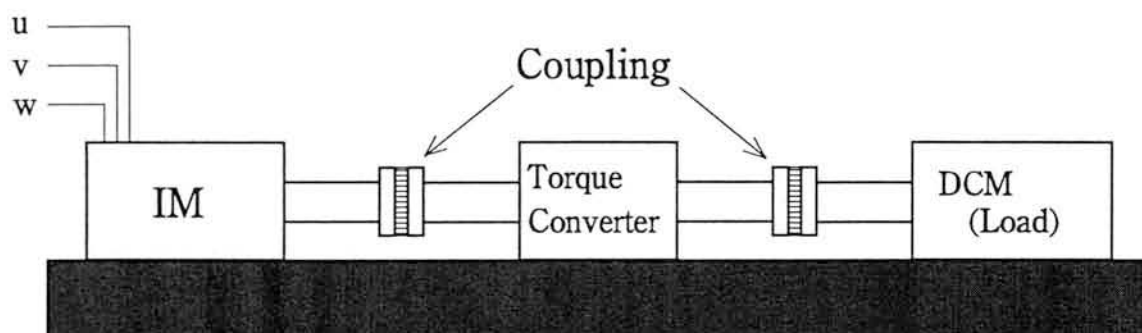 u
v
w
Coupling
IM
Torque
Converter
DCM
(Load)